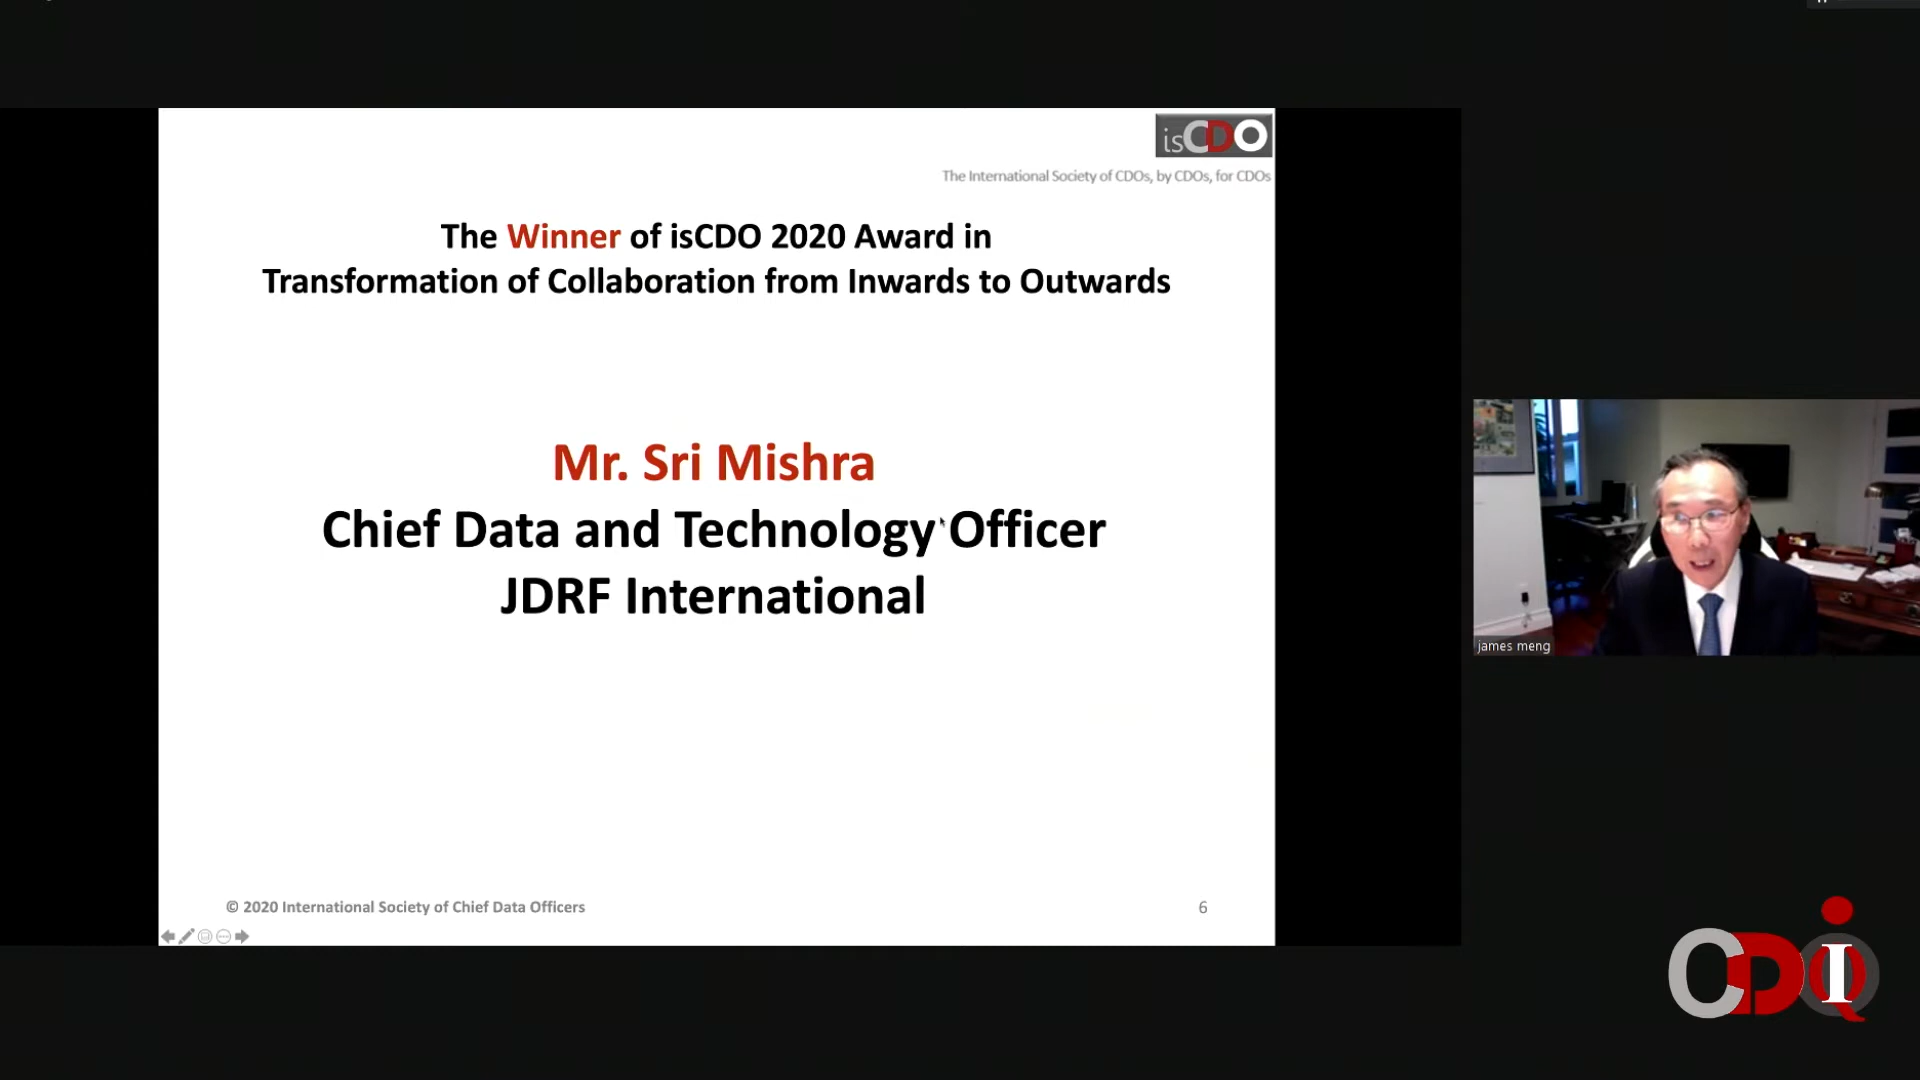 isCDO
The International Society of CDOs, by CDOs, for CDOs
The Winner of isCDO 2020 Award in
Transformation of Collaboration from Inwards to Outwards
Mr. Sri Mishra
Chief Data and Technology Officer
JDRF International
james meng
© 2020 International Society of Chief Data Officers
6
CDOIQ